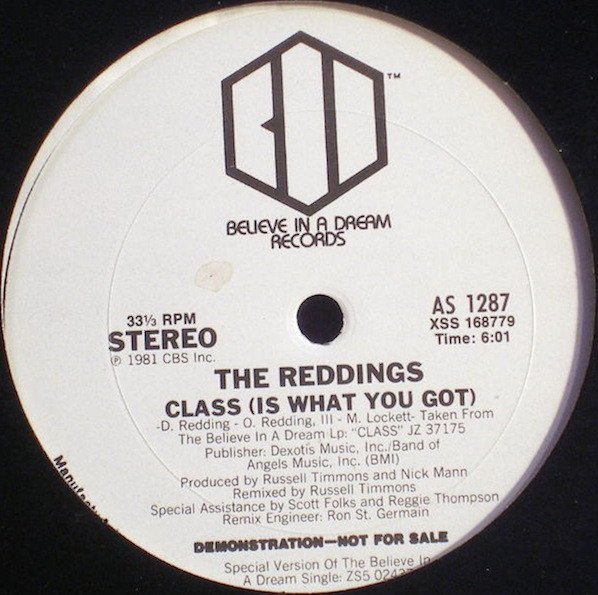 BID
TM
BELIEVE IN A DREAM
RECORDS
33⅓ RPM
STEREO
℗ 1981 CBS Inc.
AS 1287
XSS 168779
Time: 6:01
THE REDDINGS
CLASS (IS WHAT YOU GOT)
-D. Redding - O. Redding, III - M. Lockett- Taken From
The Believe In A Dream Lp: "CLASS" JZ 37175
Publisher: Dexotis Music, Inc./Band of
Angels Music, Inc. (BMI)
Produced by Russell Timmons and Nick Mann
Remixed by Russell Timmons
Special Assistance by Scott Folks and Reggie Thompson
Remix Engineer: Ron St. Germain
DEMONSTRATION—NOT FOR SALE
Special Version Of The Believe In
A Dream Single: ZS5